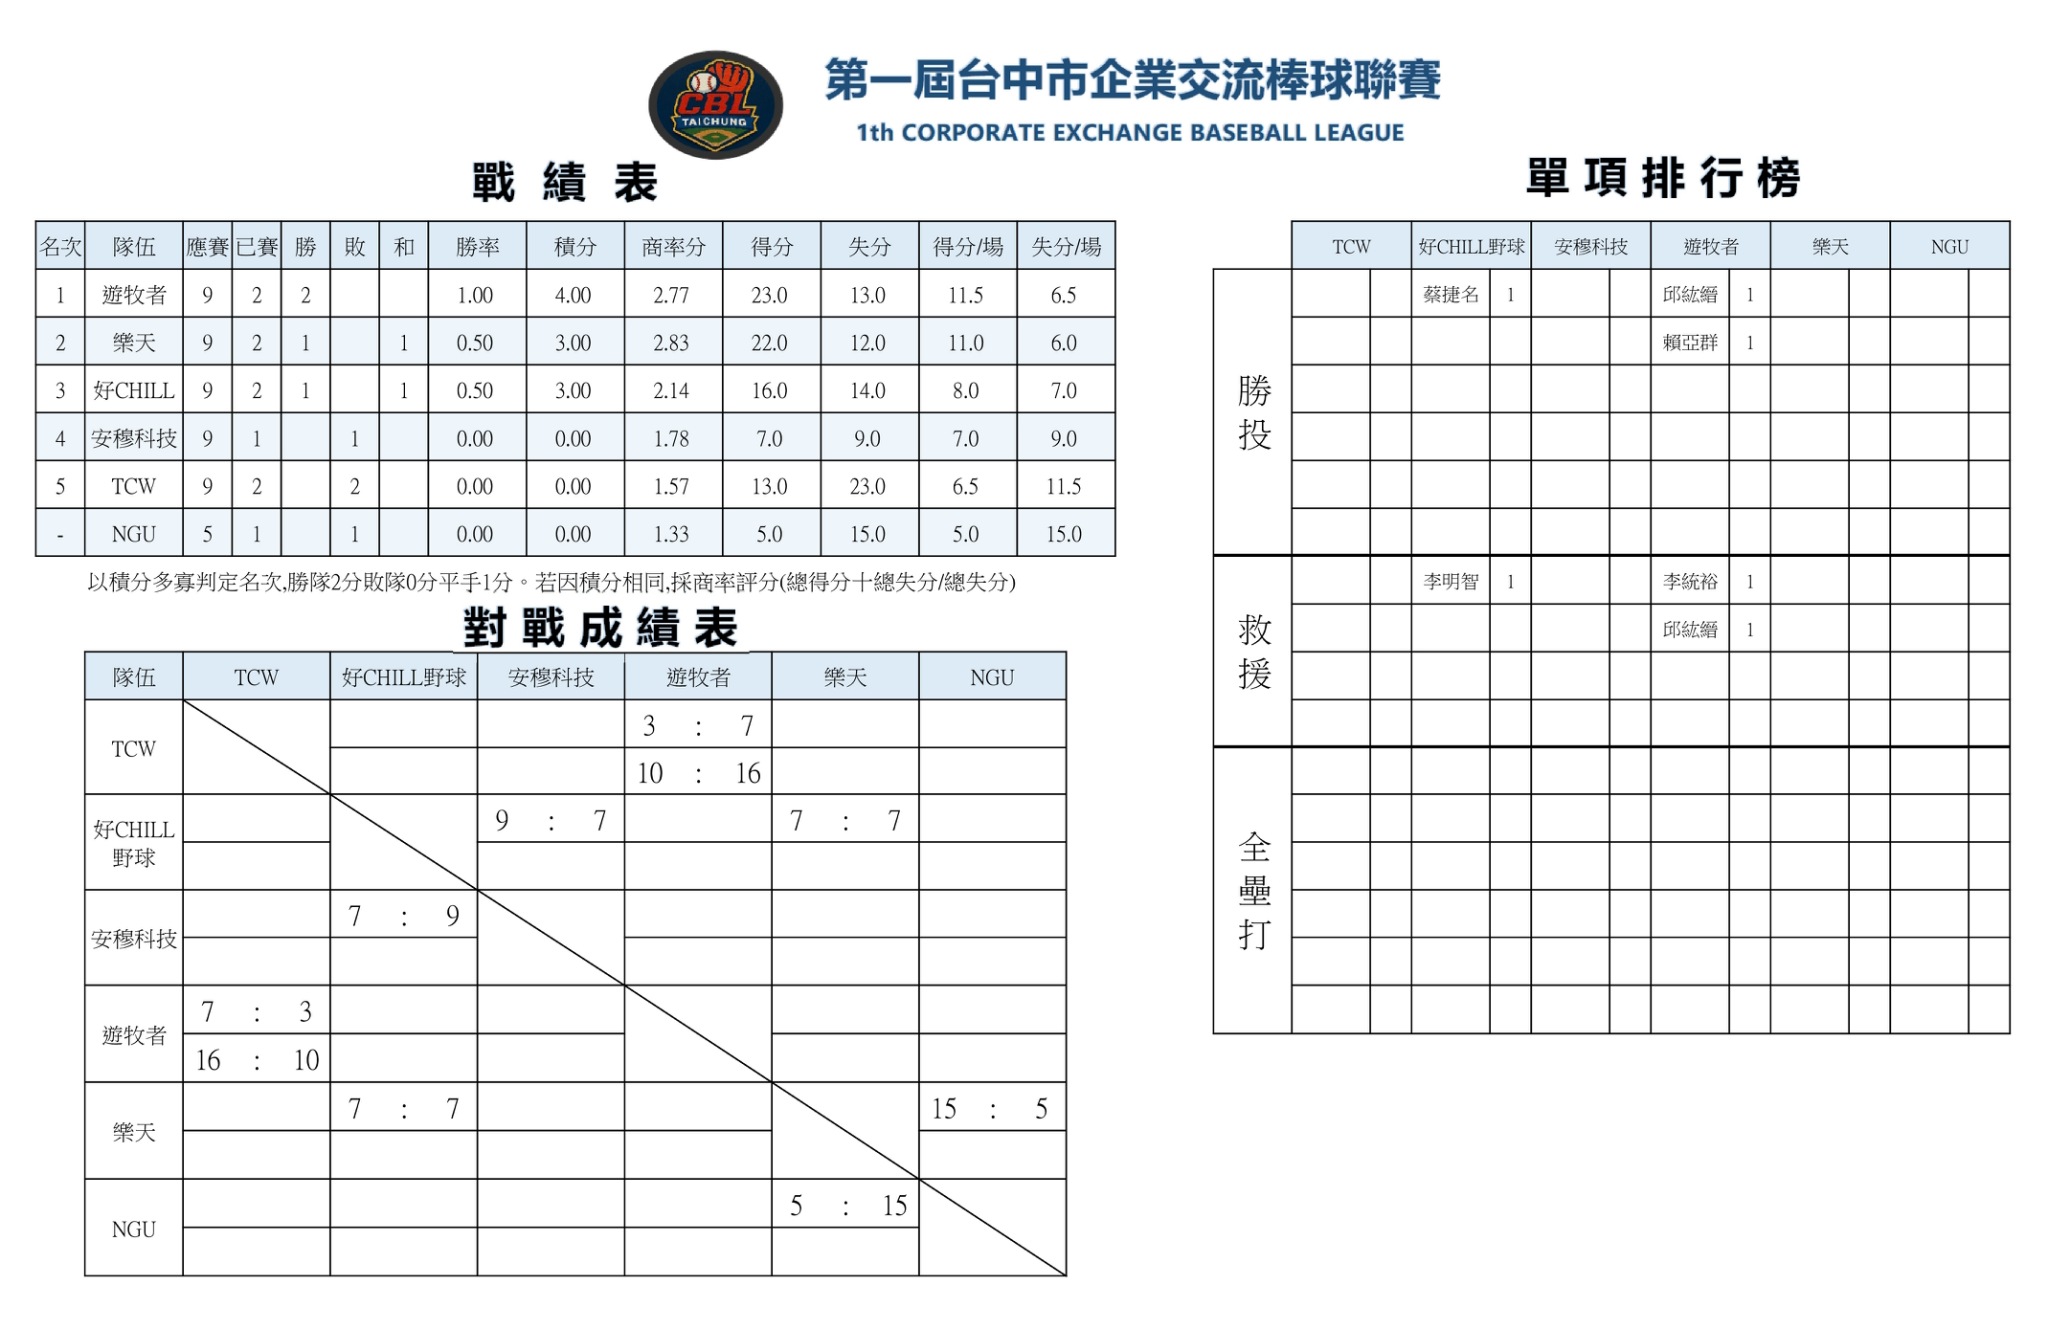 CBL
TAICHUNG
第一屆台中市企業交流棒球聯賽
1th CORPORATE EXCHANGE BASEBALL LEAGUE
戰績表
名次 隊伍 應賽 已賽 勝 敗 和 勝率 積分 商率分 得分 失分 得分/場 失分/場
1 遊牧者 9 2 2 1.00 4.00 2.77 23.0 13.0 11.5 6.5
2 樂天 9 2 1 1 0.50 3.00 2.83 22.0 12.0 11.0 6.0
3 好CHILL 9 2 1 1 0.50 3.00 2.14 16.0 14.0 8.0 7.0
4 安穆科技 9 1 1 0.00 0.00 1.78 7.0 9.0 7.0 9.0
5 TCW 9 2 2 0.00 0.00 1.57 13.0 23.0 6.5 11.5
- NGU 5 1 1 0.00 0.00 1.33 5.0 15.0 5.0 15.0
以積分多寡判定名次,勝隊2分敗隊0分平手1分。若因積分相同,採商率評分(總得分十總失分/總失分)
對戰成績表
隊伍 TCW 好CHILL野球 安穆科技 遊牧者 樂天 NGU
TCW
3 : 7
10 : 16
好CHILL
野球
9 : 7 7 : 7
安穆科技
7 : 9
遊牧者
7 : 3
16 : 10
樂天
7 : 7 15 : 5
NGU
5 : 15
單項排行榜
TCW 好CHILL野球 安穆科技 遊牧者 樂天 NGU
勝投
蔡捷名 1 邱紘縉 1
賴亞群 1
救援
李明智 1 李統裕 1
邱紘縉 1
全壘打